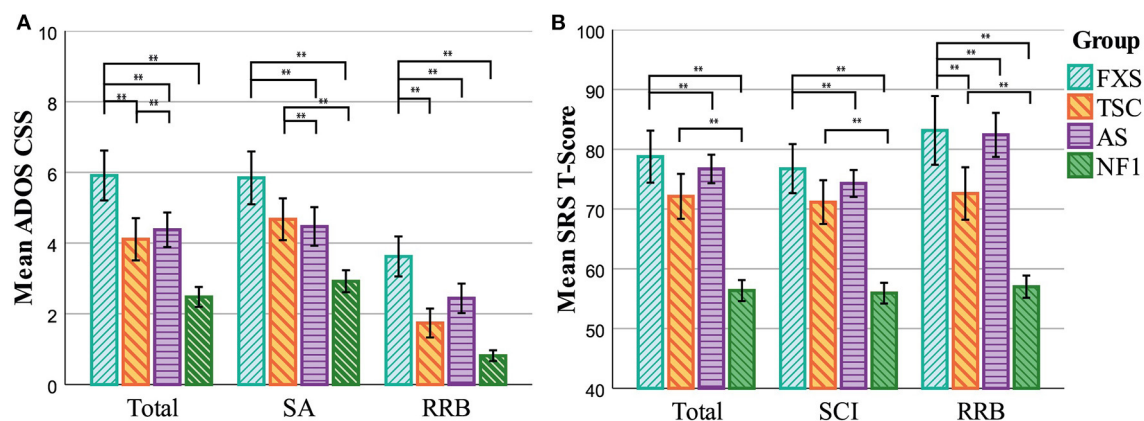 A
Mean ADOS CSS
10
8
6
4
2
0
** ** ** **
** ** ** **
** ** ** **
Total SA RRB
B
Mean SRS T-Score
100
90
80
70
60
50
40
** ** **
** ** **
** ** ** ** **
Total SCI RRB
Group
FXS
TSC
AS
NF1